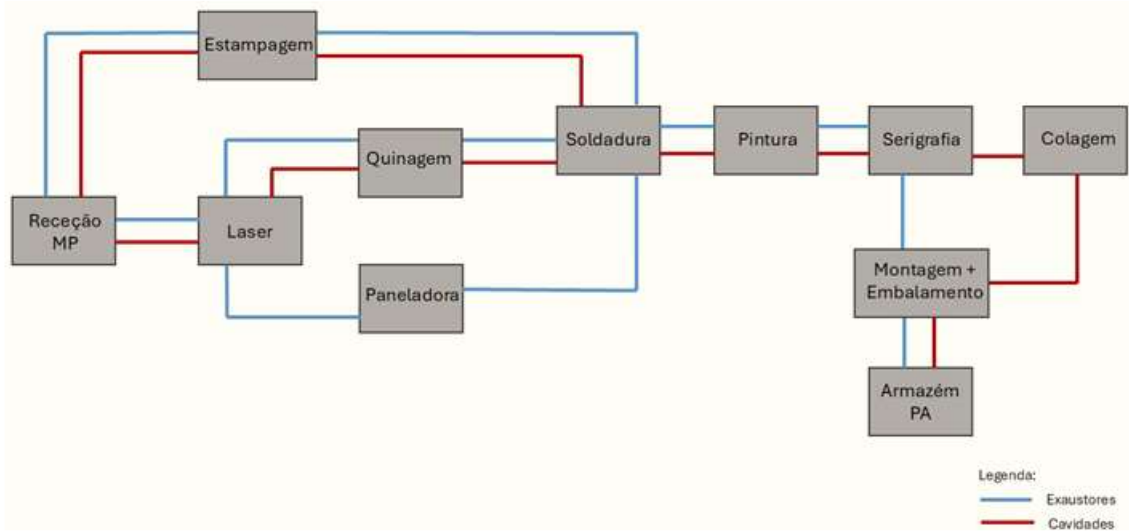 Estampagem
Quinagem
Soldadura
Pintura
Serigrafia
Colagem
Receção
MP
Laser
Paneladora
Montagem +
Embalamento
Armazém
PA
Legenda:
Exaustores
Cavidades